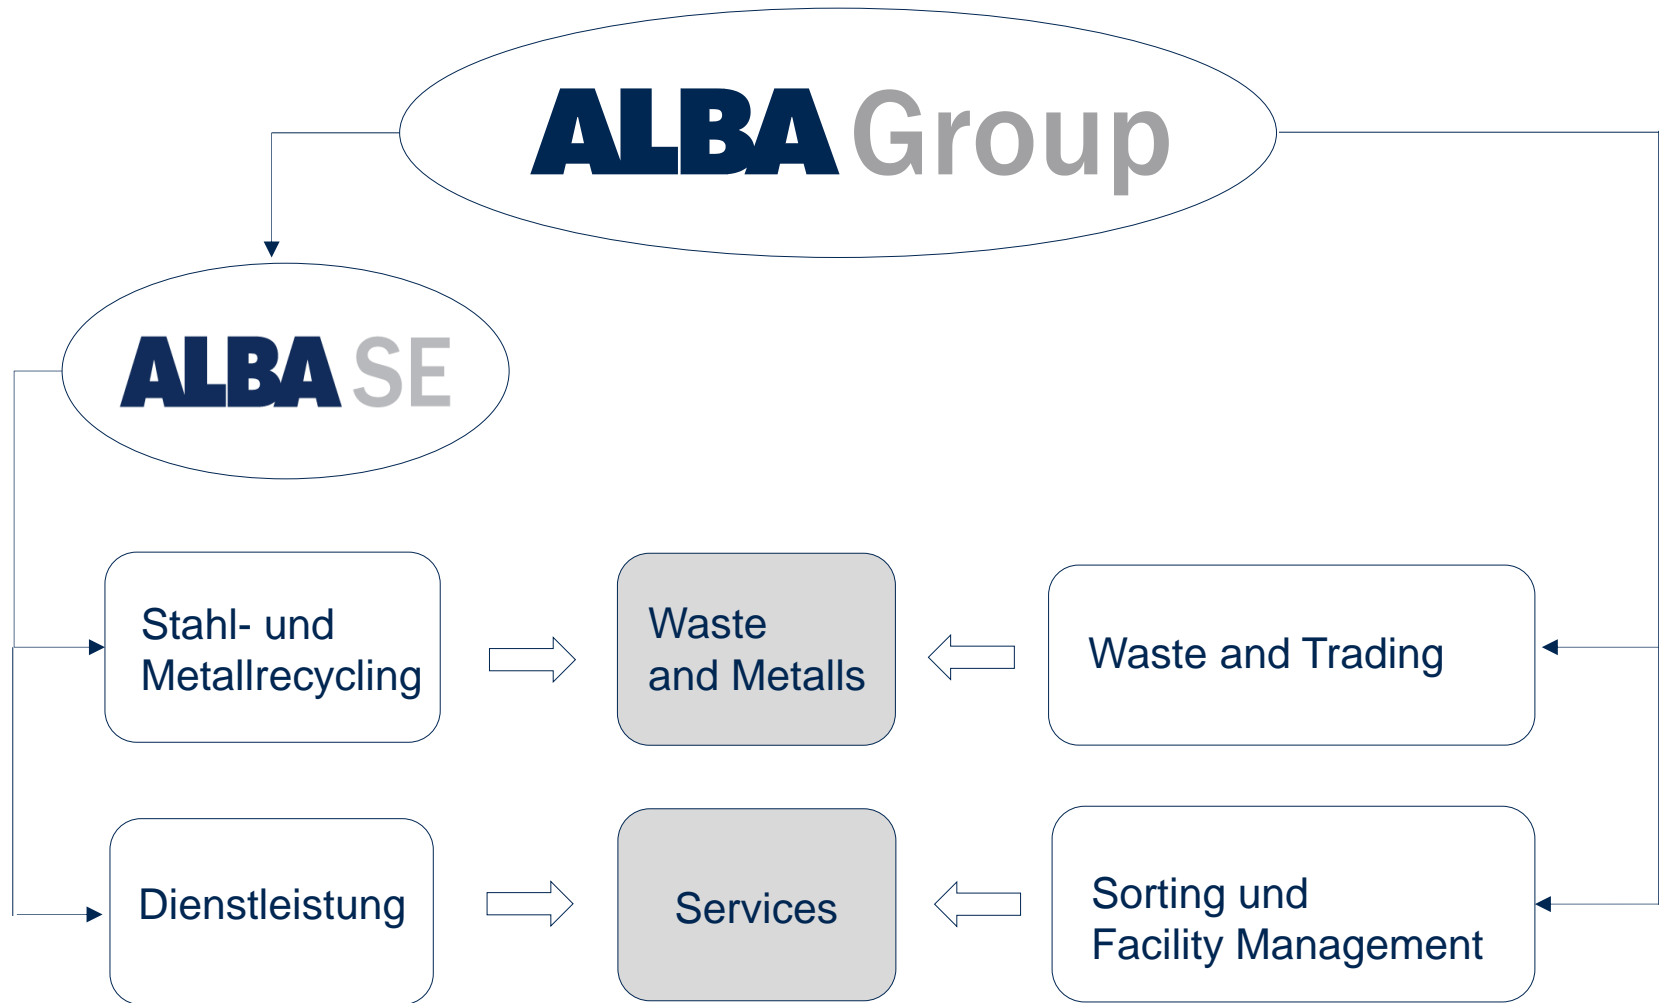 ALBA Group
ALBA SE
Stahl- und
Metallrecycling
Waste
and Metalls
Waste and Trading
Dienstleistung
Services
Sorting und
Facility Management